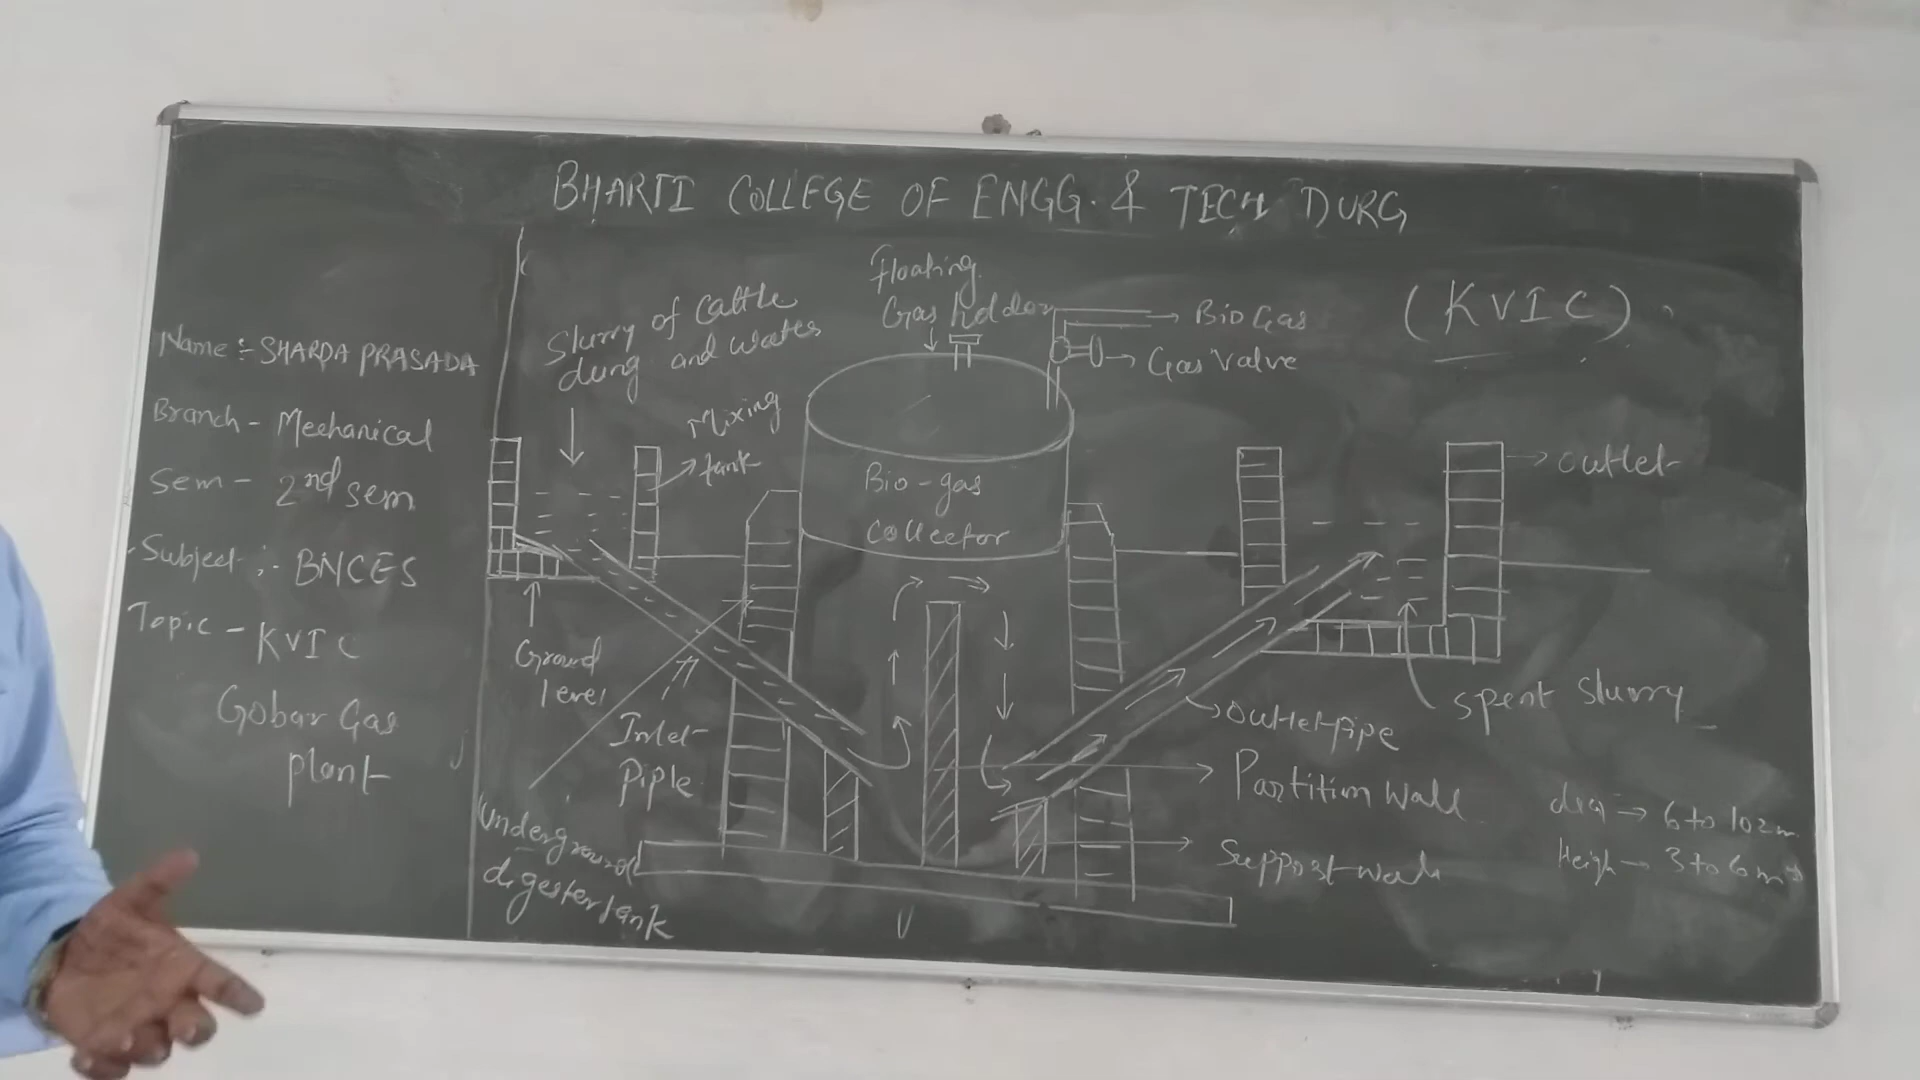 BHARTI COLLEGE OF ENGG. & TECH DURG
Name :- SHARDA PRASADA
Branch - Mechanical
Sem - 2nd sem
Subject :- BNCES
Topic - KVIC
Gobar Gas
plant
Slurry of Cattle
dung and water
Mixing
tank
Floating
Gas holder
Bio Gas
Gas Valve
(KVIC)
Bio-gas
Collector
Outlet
Ground
level
Inlet
Piple
Underground
digester tank
Outlet pipe
Spent Slurry
Partition Wall
Support wall
dia → 6 to 102m
Heigh → 3 to 6 m